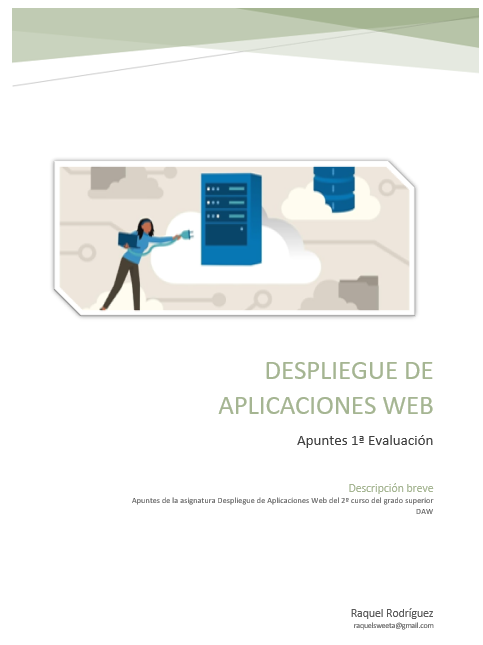 DESPLIEGUE DE
APLICACIONES WEB
Apuntes 1ª Evaluación
Descripción breve
Apuntes de la asignatura Despliegue de Aplicaciones Web del 2º curso del grado superior
DAW
Raquel Rodríguez
raquelsweeta@gmail.com